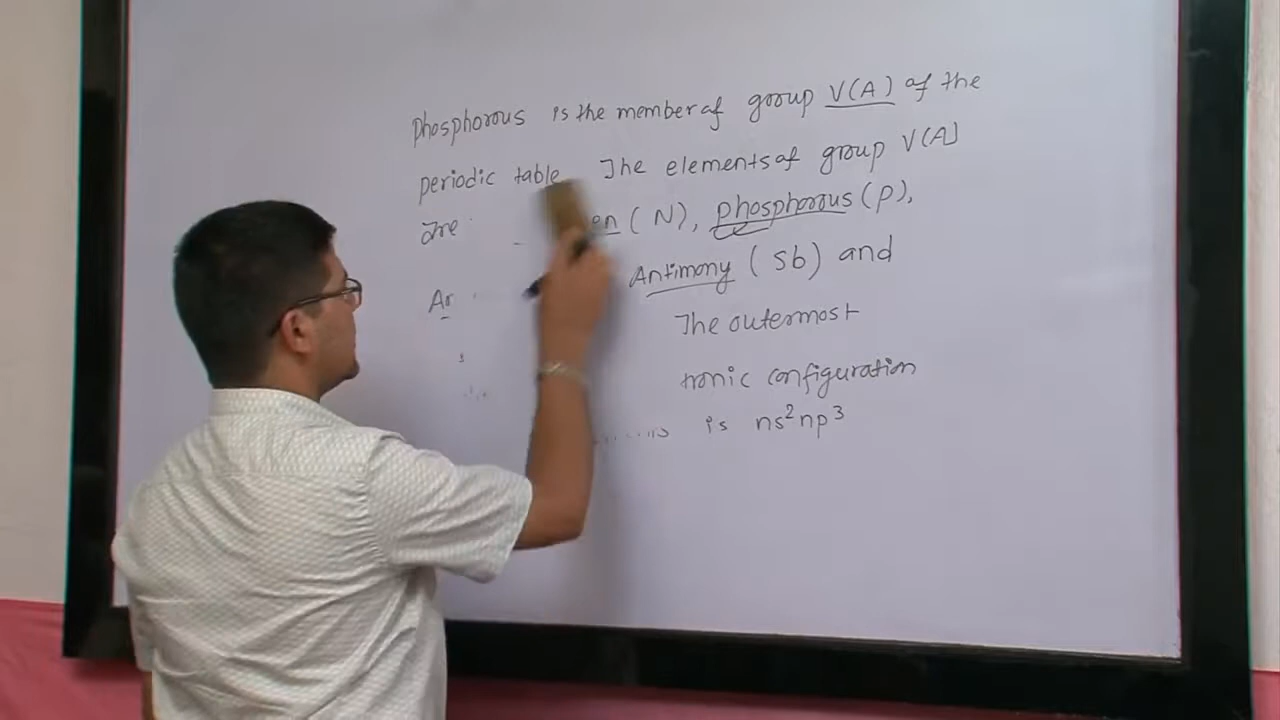 Phosphorous is the member of group V(A) of the
periodic table. The elements of group V(A)
are en (N), phosphorous (P),
Ar Antimony (Sb) and
The outermost
tronic configuration
is ns²np³